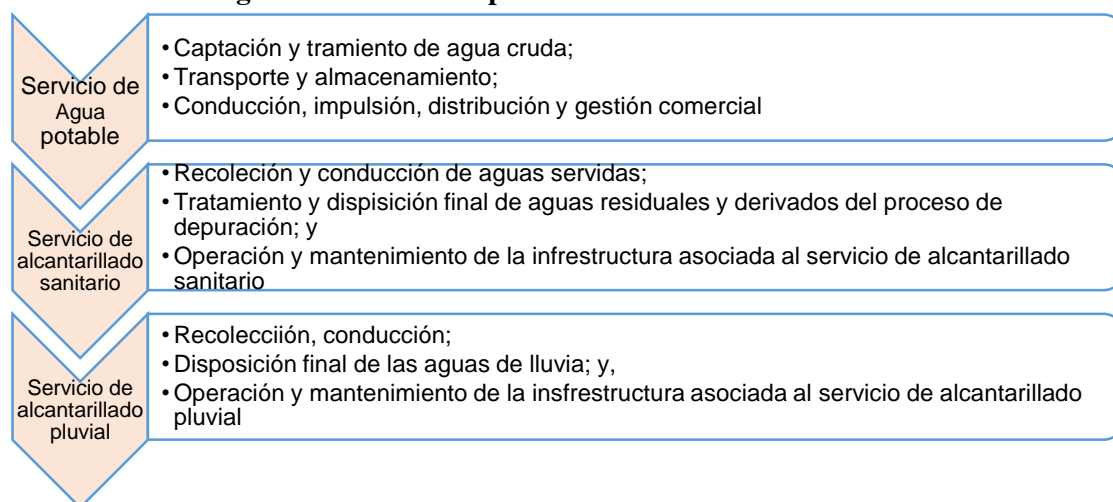 Servicio de
Agua
potable
• Captación y tramiento de agua cruda;
• Transporte y almacenamiento;
• Conducción, impulsión, distribución y gestión comercial
Servicio de
alcantarillado
sanitario
• Recoleción y conducción de aguas servidas;
• Tratamiento y dispisición final de aguas residuales y derivados del proceso de
depuración; y
• Operación y mantenimiento de la infrestructura asociada al servicio de alcantarillado
sanitario
Servicio de
alcantarillado
pluvial
• Recolecciión, conducción;
• Disposición final de las aguas de lluvia; y,
• Operación y mantenimiento de la insfrestructura asociada al servicio de alcantarillado
pluvial